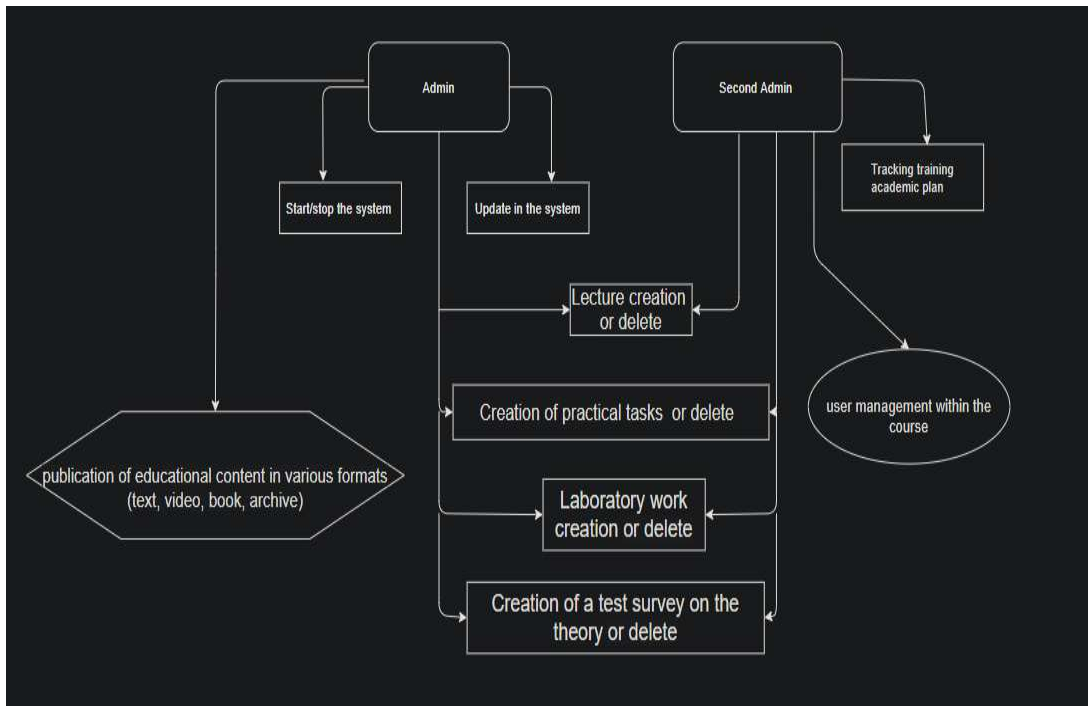 Admin
Second Admin
Tracking training
academic plan
Start/stop the system
Update in the system
Lecture creation
or delete
Creation of practical tasks or delete
user management within the
course
publication of educational content in various formats
(text, video, book, archive)
Laboratory work
creation or delete
Creation of a test survey on the
theory or delete